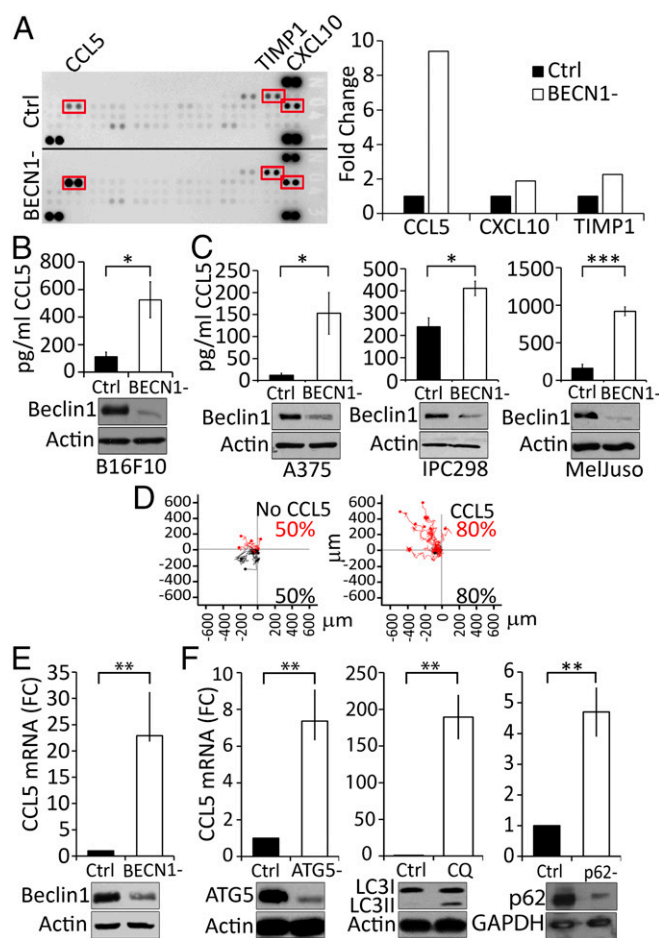 A
CCL5
TIMP1
CXCL10
Ctrl
BECN1-
Fold Change
10
8
6
4
2
0
Ctrl
BECN1-
CCL5 CXCL10 TIMP1
B
pg/ml CCL5
800
600
400
200
0
*
Ctrl BECN1-
Beclin1
Actin
B16F10
C
pg/ml CCL5
250
200
150
100
50
0
*
Ctrl BECN1-
Beclin1
Actin
A375
500
400
300
200
100
0
*
Ctrl BECN1-
Beclin1
Actin
IPC298
1500
1000
500
0
***
Ctrl BECN1-
Beclin1
Actin
MelJuso
D
600
400
200
0
-200
-400
-600
No CCL5
50%
50%
-600 -400 -200 0 200 400 600
μm
μm
600
400
200
0
-200
-400
-600
CCL5
80%
80%
-600 -400 -200 0 200 400 600
μm
E
CCL5 mRNA (FC)
35
30
25
20
15
10
5
0
**
Ctrl BECN1-
Beclin1
Actin
F
CCL5 mRNA (FC)
10
8
6
4
2
0
**
Ctrl ATG5-
ATG5
Actin
250
200
150
100
50
0
**
Ctrl CQ
LC3I
LC3II
Actin
6
5
4
3
2
1
0
**
Ctrl p62-
p62
GAPDH